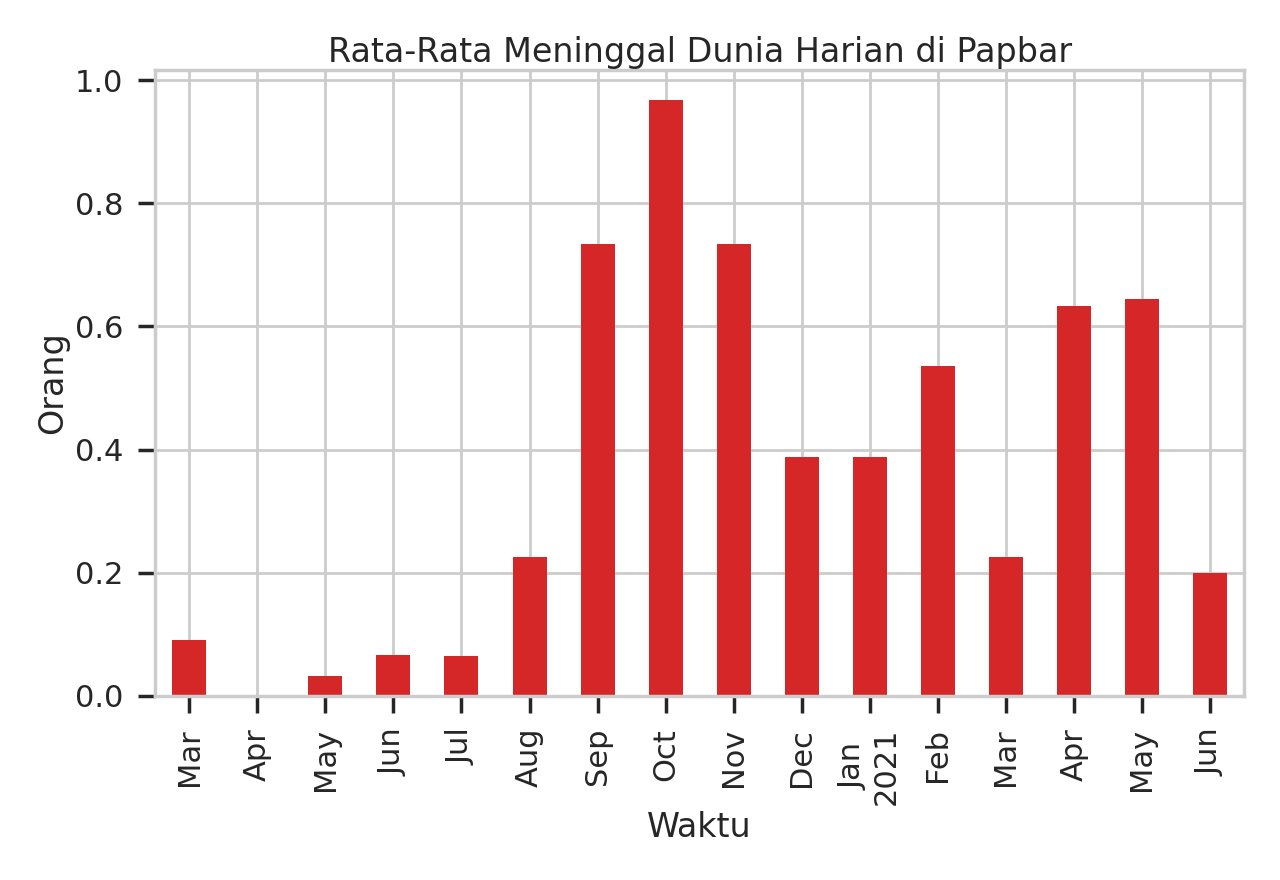 Rata-Rata Meninggal Dunia Harian di Papbar
1.0
0.8
0.6
0.4
0.2
0.0
Orang
Mar
Apr
May
Jun
Jul
Aug
Sep
Oct
Nov
Dec
Jan
2021
Feb
Mar
Apr
May
Jun
Waktu